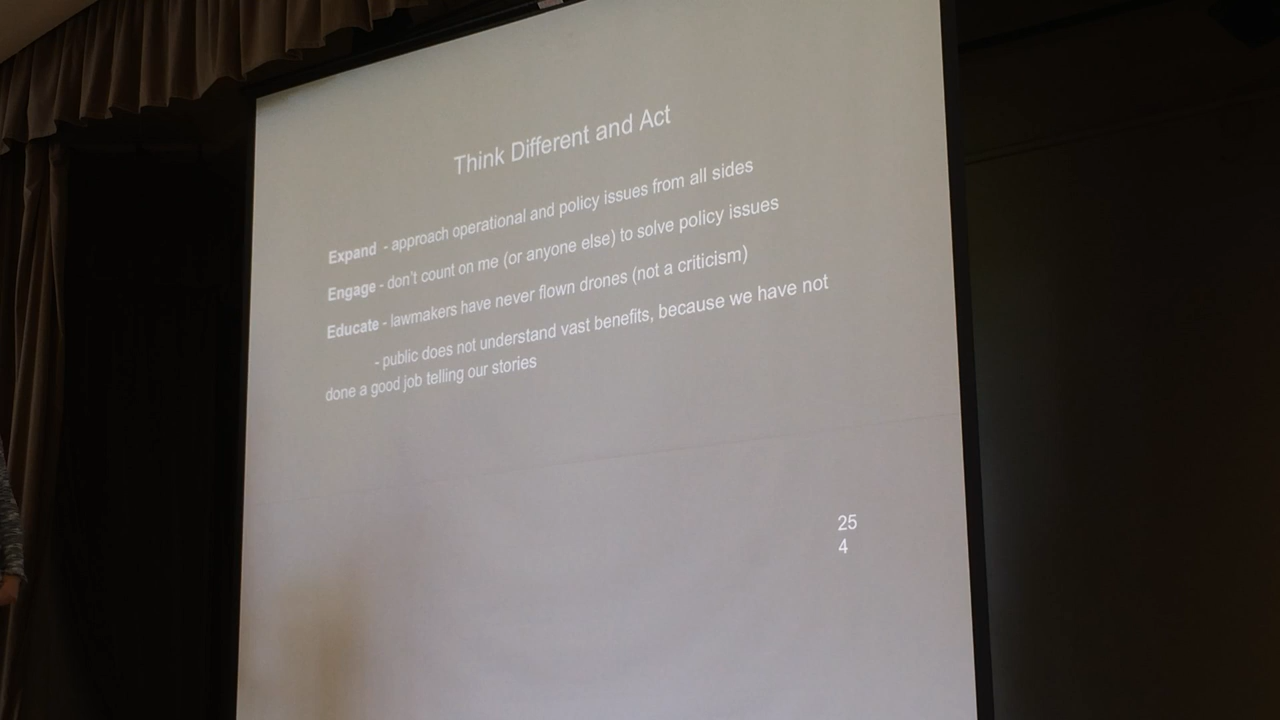 Think Different and Act
Expand - approach operational and policy issues from all sides
Engage - don't count on me (or anyone else) to solve policy issues
Educate - lawmakers have never flown drones (not a criticism)
- public does not understand vast benefits, because we have not
done a good job telling our stories
25
4